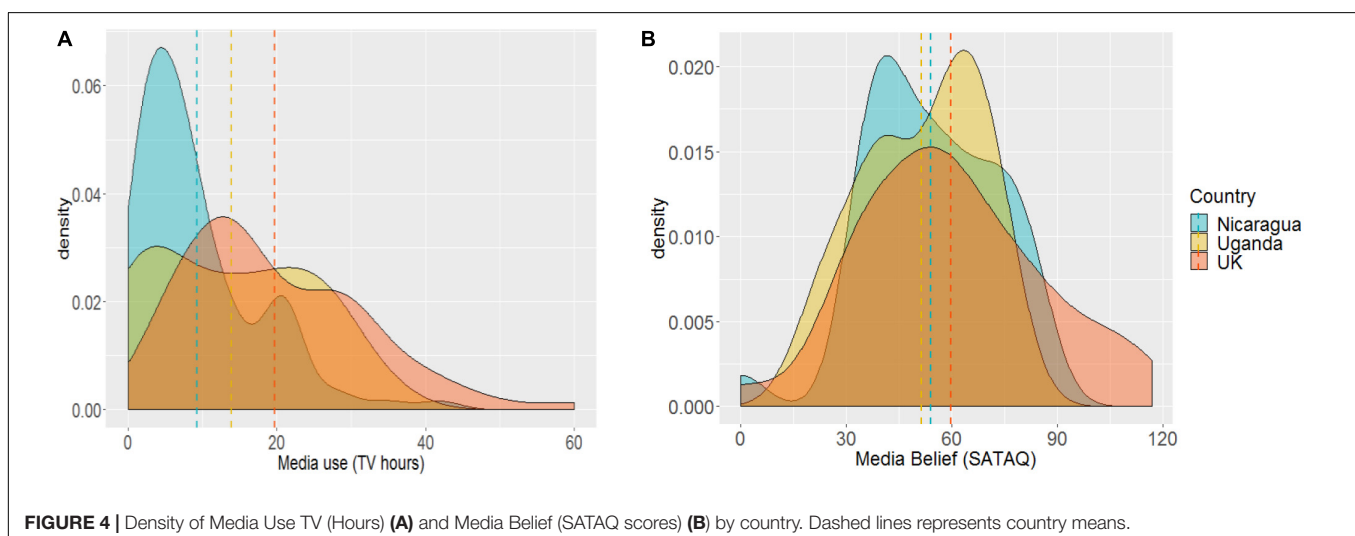 A
B
0.06
0.04
0.02
0.00
density
0
20
40
60
Media use (TV hours)
0.020
0.015
0.010
0.005
0.000
density
0
30
60
90
120
Media Belief (SATAQ)
Country
Nicaragua
Uganda
UK
FIGURE 4 | Density of Media Use TV (Hours) (A) and Media Belief (SATAQ scores) (B) by country. Dashed lines represents country means.